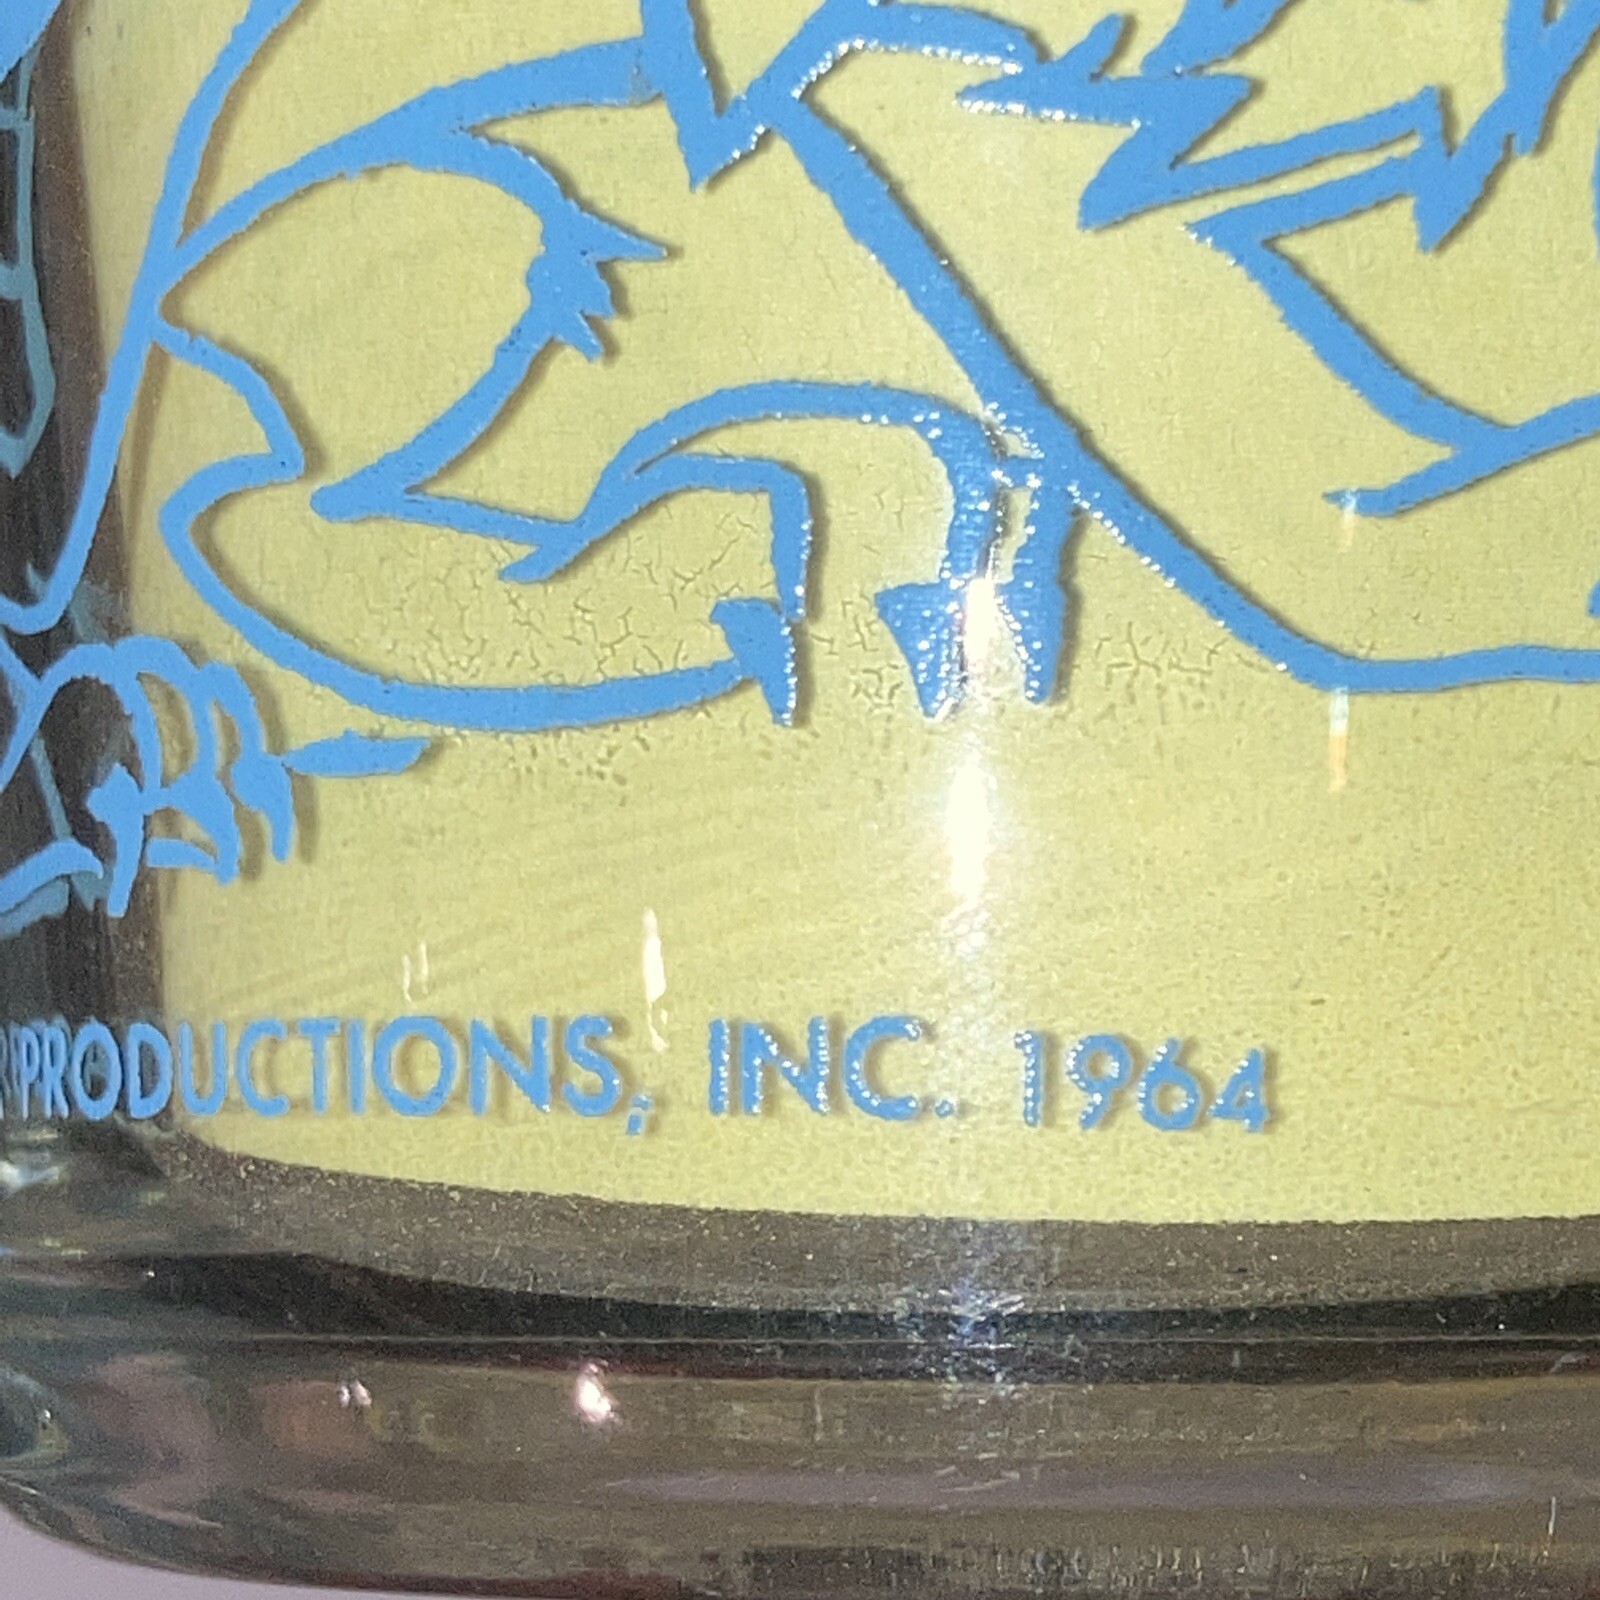 PRODUCTIONS, INC. 1964